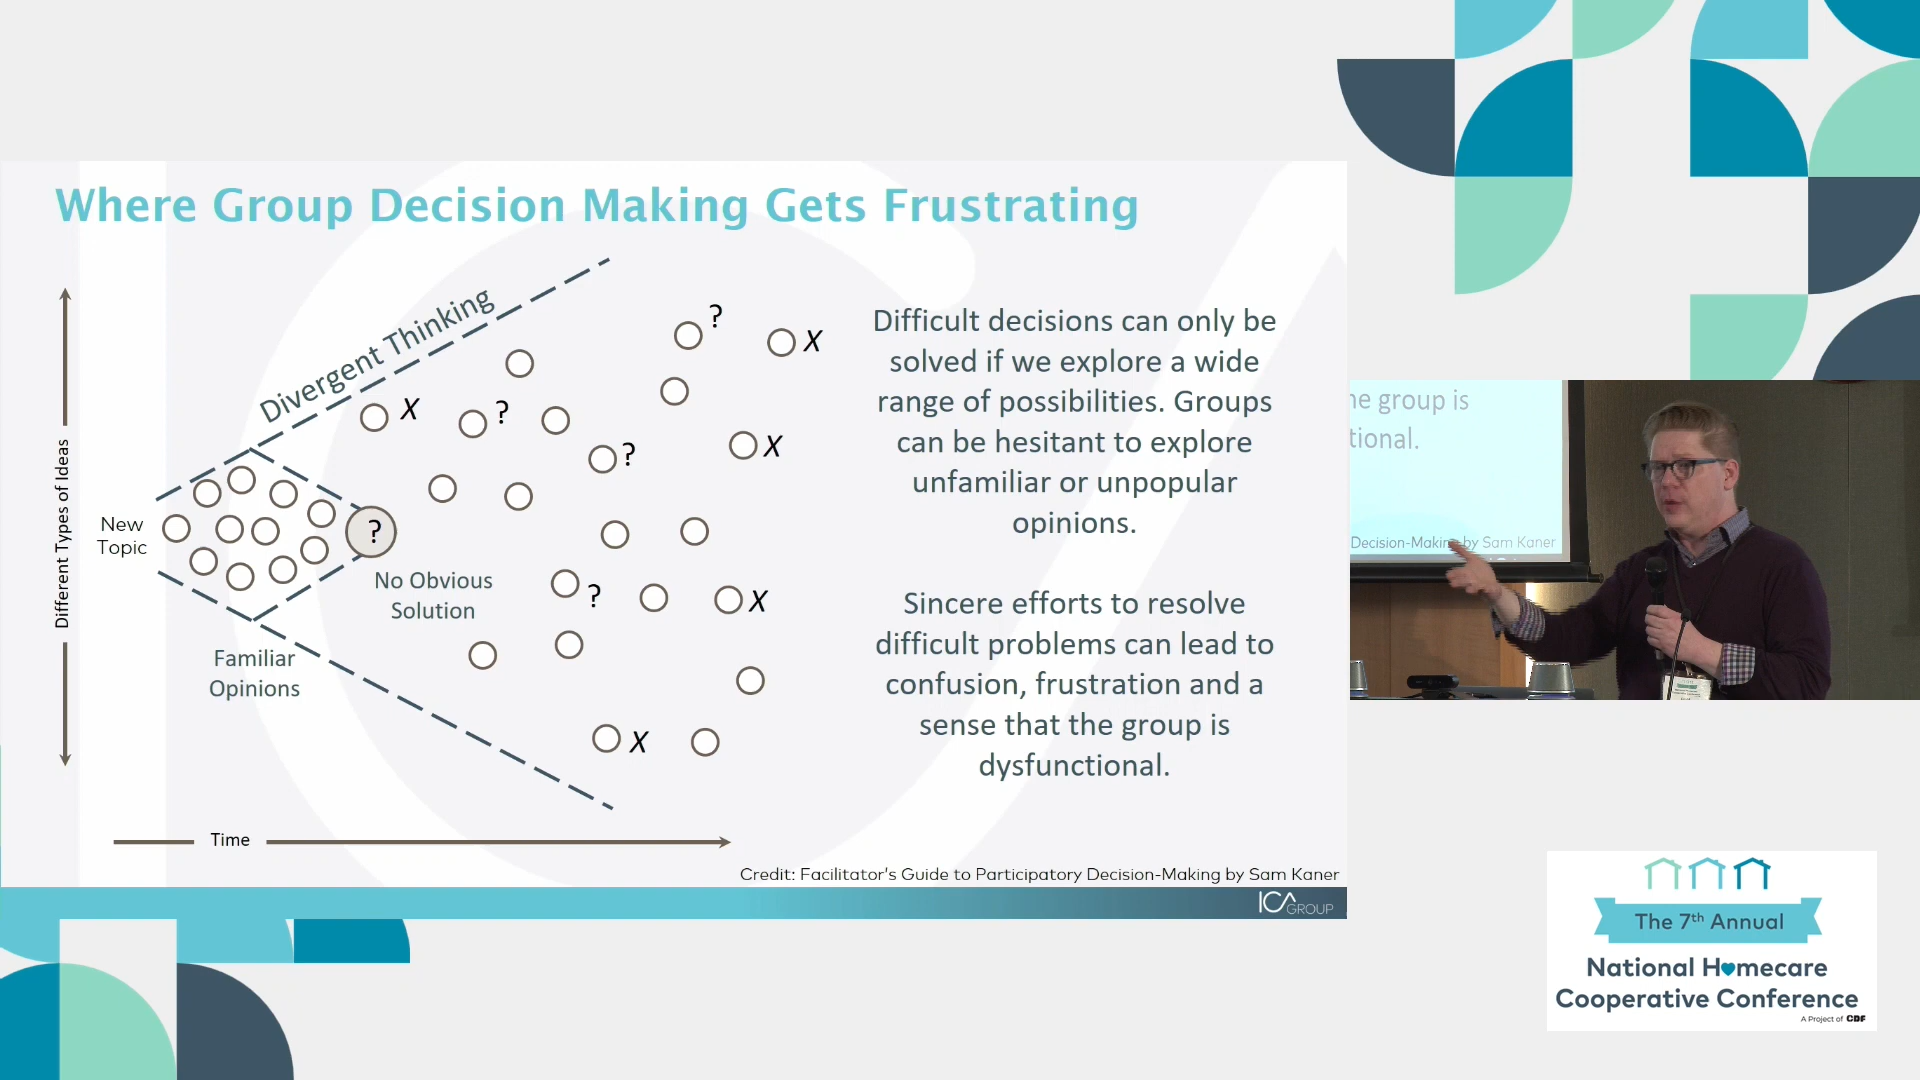 Where Group Decision Making Gets Frustrating
Different Types of Ideas
Divergent Thinking
?
X
X
?
?
X
New
Topic
?
No Obvious
Solution
?
X
Familiar
Opinions
X
Time
Difficult decisions can only be
solved if we explore a wide
range of possibilities. Groups
can be hesitant to explore
unfamiliar or unpopular
opinions.
Sincere efforts to resolve
difficult problems can lead to
confusion, frustration and a
sense that the group is
dysfunctional.
Credit: Facilitator's Guide to Participatory Decision-Making by Sam Kaner
ICA GROUP
he group is
tional.
Decision-Making by Sam Kaner
The 7th Annual
National Homecare
Cooperative Conference
A Project of CDF